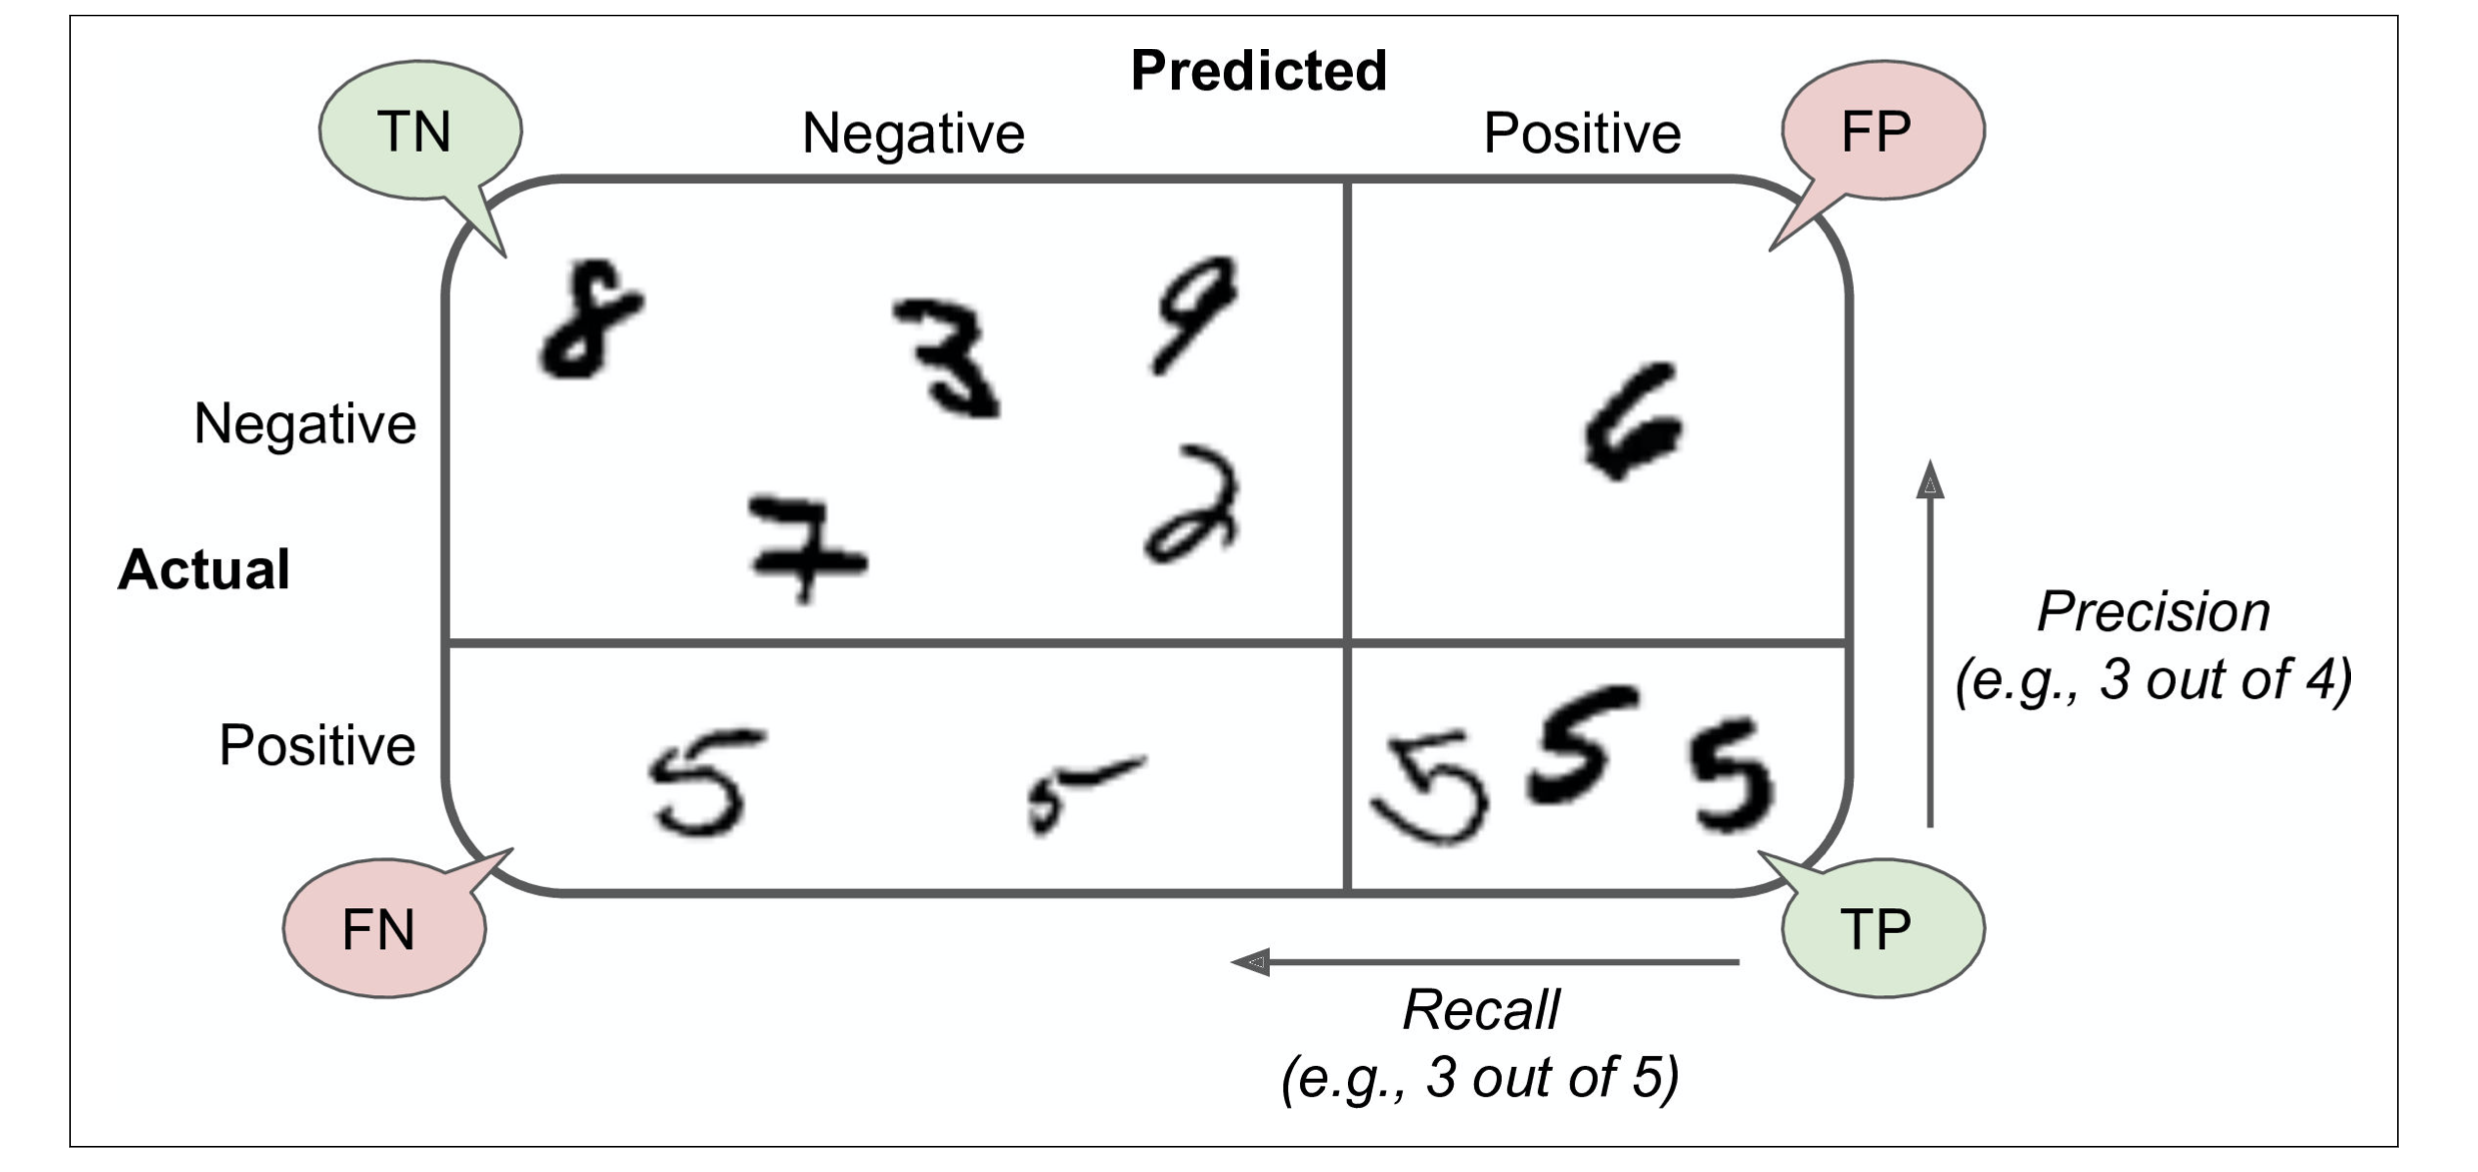 Predicted
TN
Negative
Positive
FP
8
3
9
6
Negative
7
2
Actual
Precision
(e.g., 3 out of 4)
Positive
5
5
5
5
5
FN
TP
Recall
(e.g., 3 out of 5)